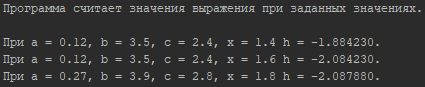 Программа считает значения выражения при заданных значениях.
При a = 0.12, b = 3.5, c = 2.4, x = 1.4 h = -1.884230.
При a = 0.12, b = 3.5, c = 2.4, x = 1.6 h = -2.084230.
При a = 0.27, b = 3.9, c = 2.8, x = 1.8 h = -2.087880.